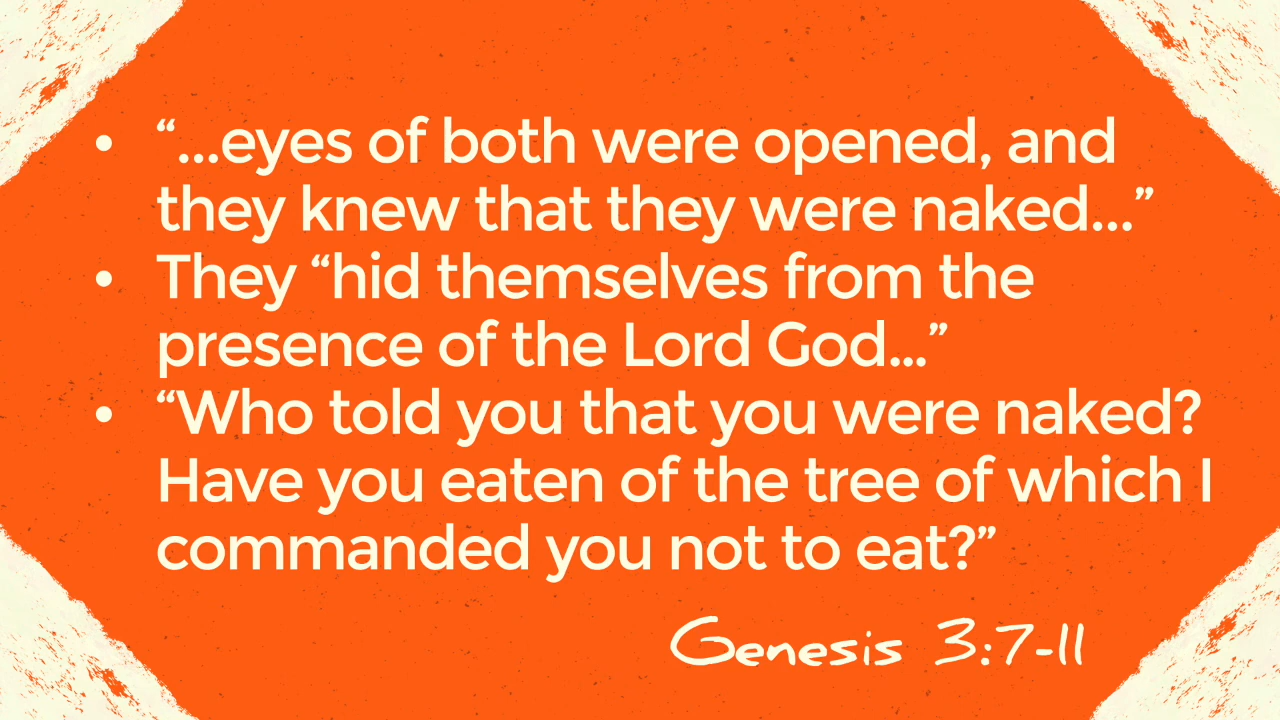 • “...eyes of both were opened, and
they knew that they were naked...”
• They “hid themselves from the
presence of the Lord God...”
• “Who told you that you were naked?
Have you eaten of the tree of which I
commanded you not to eat?”
Genesis 3:7-11